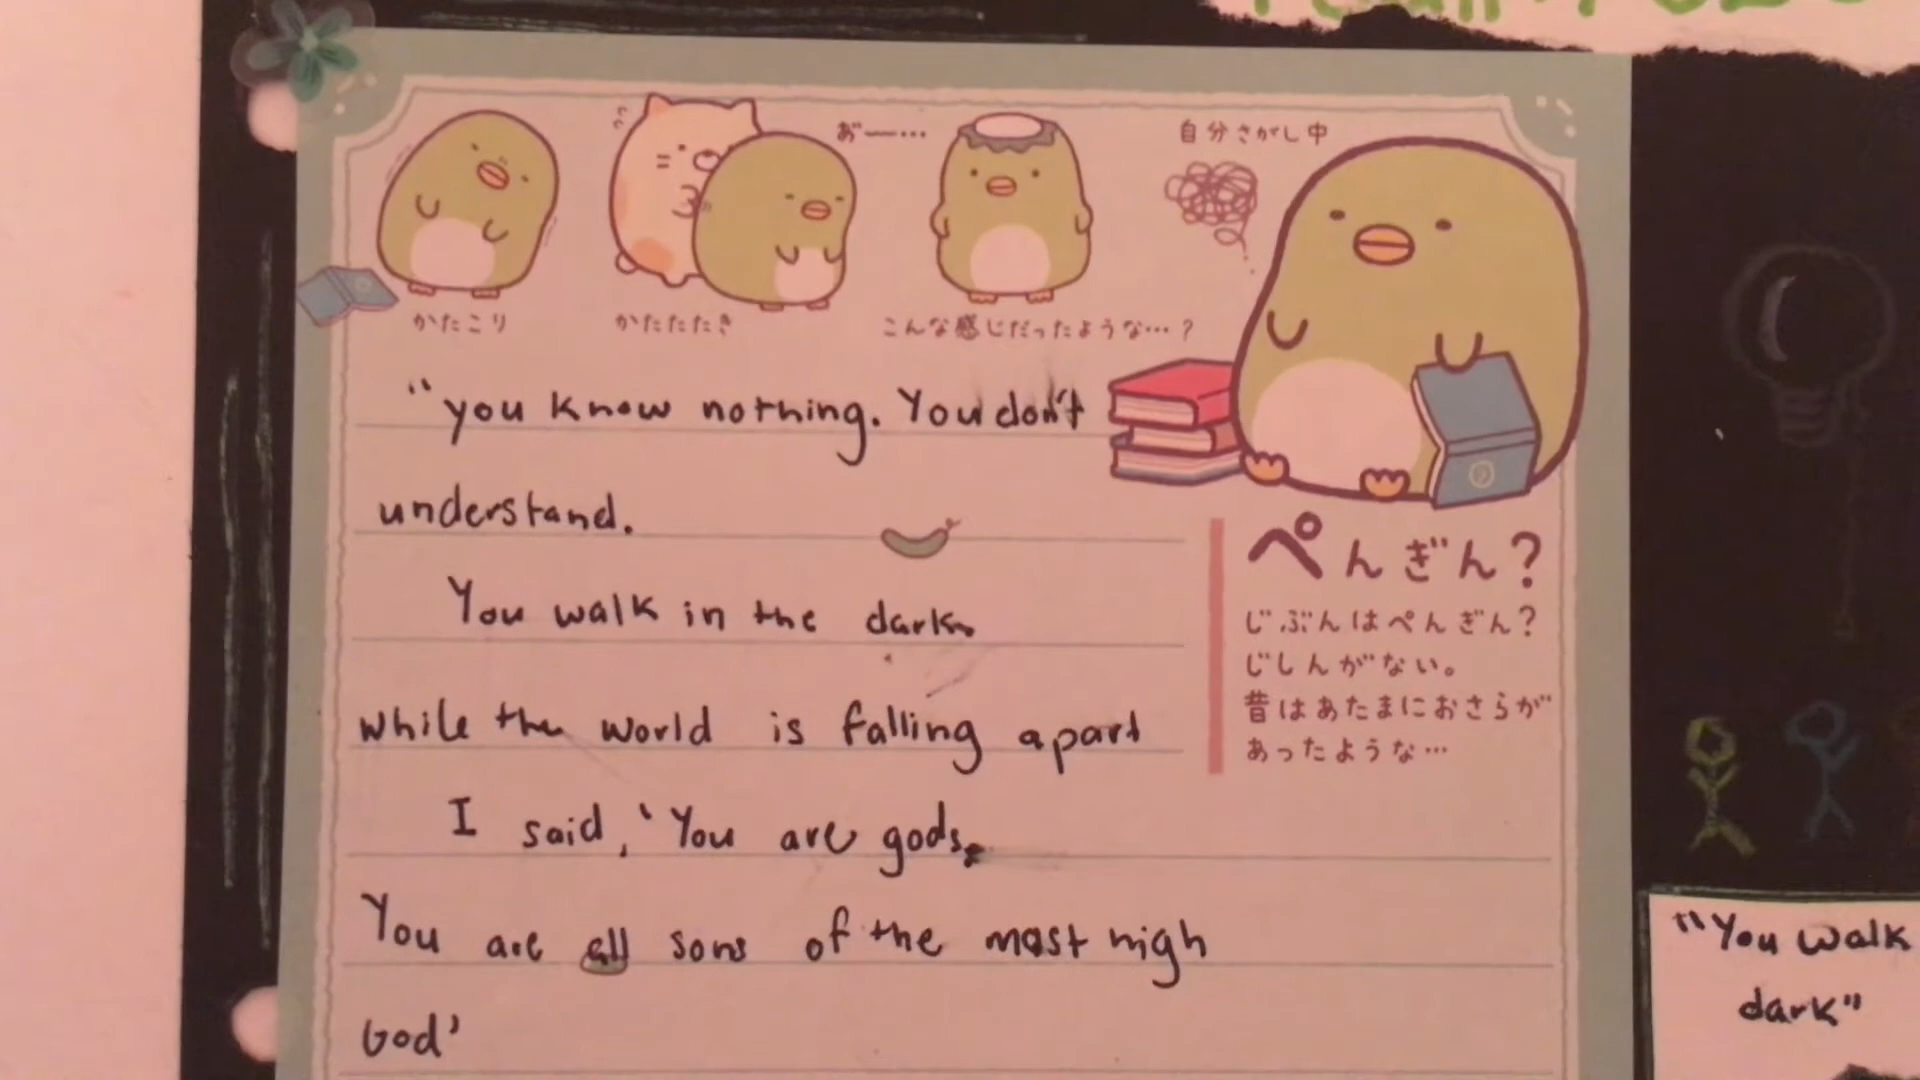 お゛ー…
自分さがし中
かたこり
かたたたき
こんな感じだったような…？
"you know nothing. You don't
understand.
You walk in the dark
while the world is falling apart
I said, 'You are gods.
You are all sons of the most high
God'
ぺんぎん？
じぶんはぺんぎん？
じしんがない。
昔はあたまにおさらが
あったような…
"You walk
dark"